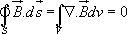 ∮_S B⃗.ds⃗ = ∫_v ∇.B⃗dv = 0